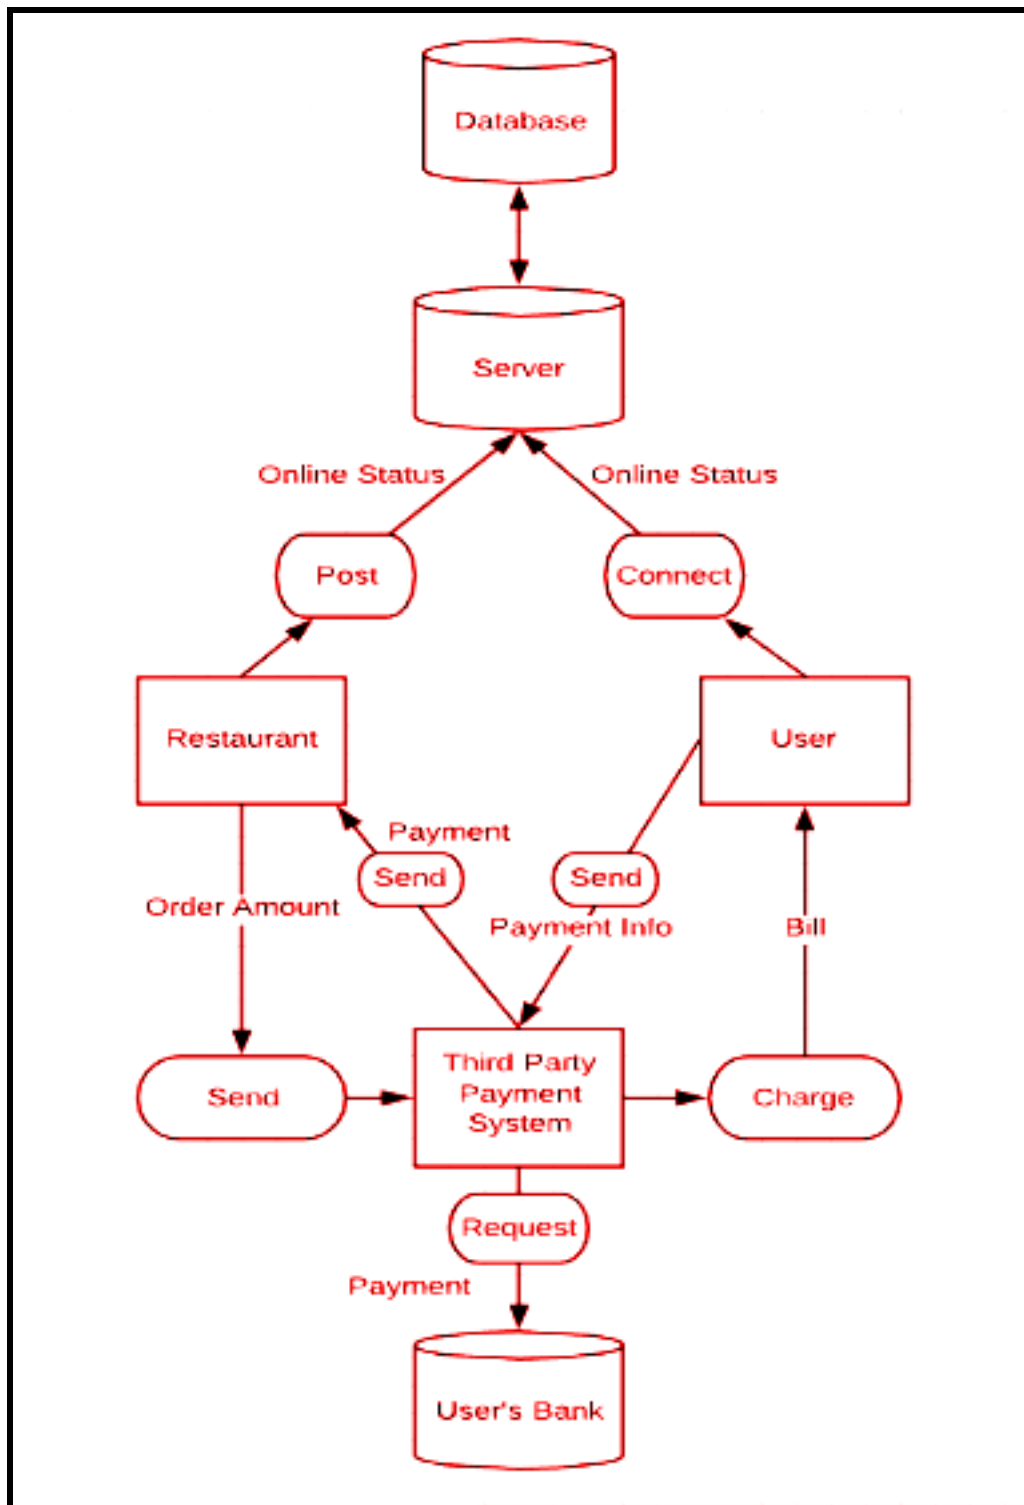 Database
Server
Online Status
Online Status
Post
Connect
Restaurant
User
Payment
Send
Send
Order Amount
Payment Info
Bill
Send
Third Party
Payment
System
Charge
Request
Payment
User's Bank